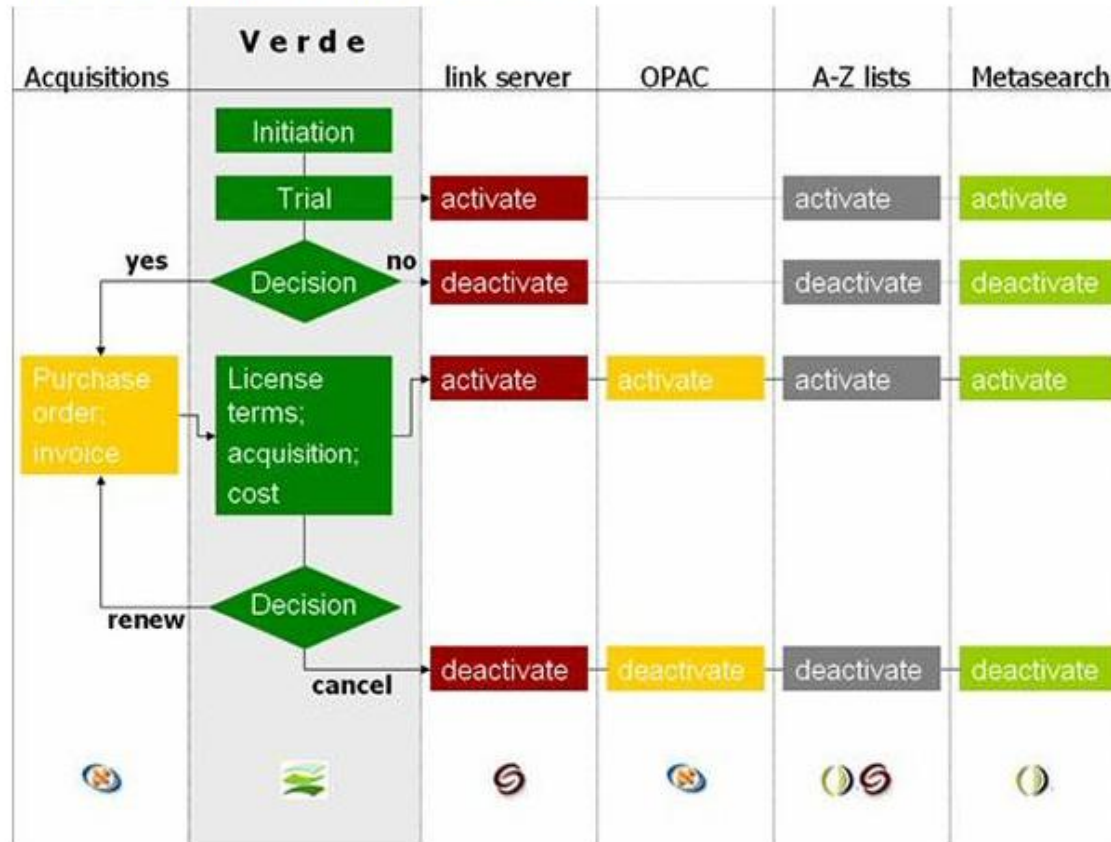 V e r d e
Acquisitions
link server
OPAC
A-Z lists
Metasearch
Initiation
Trial
activate
activate
activate
yes
Decision
no
deactivate
deactivate
deactivate
Purchase
order;
invoice
License
terms;
acquisition;
cost
activate
activate
activate
activate
Decision
renew
cancel
deactivate
deactivate
deactivate
deactivate